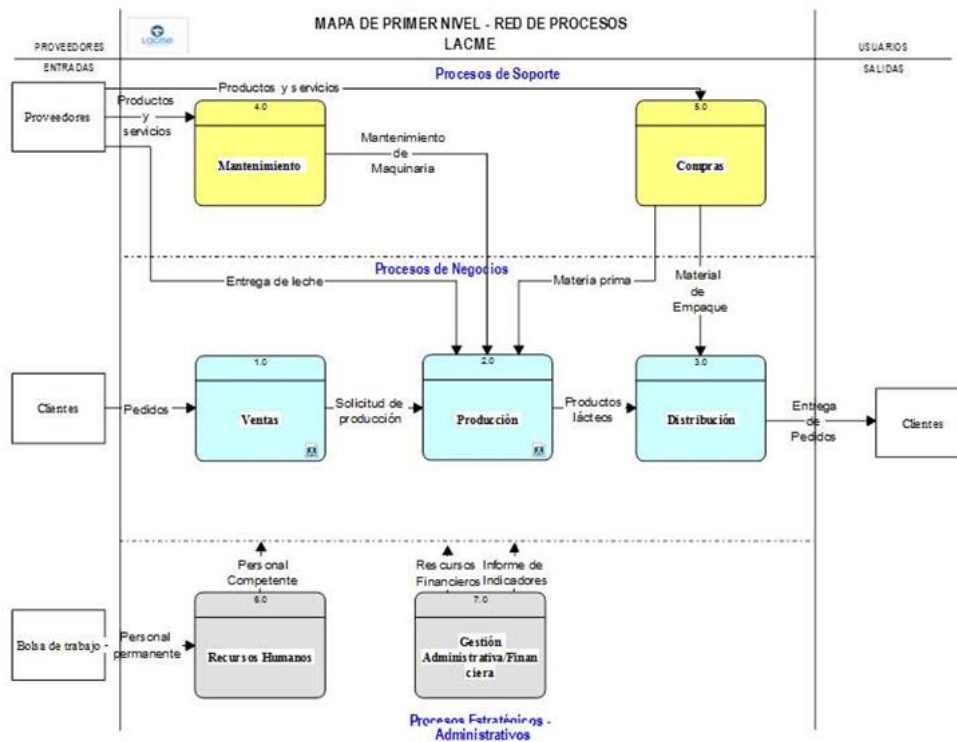 MAPA DE PRIMER NIVEL - RED DE PROCESOS
LACME
Lacme
PROVEEDORES
USUARIOS
ENTRADAS
SALIDAS
Procesos de Soporte
Proveedores
Productos
y
servicios
Productos y servicios
4.0
Mantenimiento
Mantenimiento
de
Maquinaria
5.0
Compras
Procesos de Negocios
Entrega de leche
Materia prima
Material
de
Empaque
Clientes
Pedidos
1.0
Ventas
Solicitud de
producción
2.0
Producción
Productos
lácteos
3.0
Distribución
Entrega
de
Pedidos
Clientes
Personal
Competente
Rescursos
Financieros
Informe de
Indicadores
Bolsa de trabajo
Personal
permanente
6.0
Recursos Humanos
7.0
Gestión
Administrativa/Finan
ciera
Procesos Estratégicos -
Administrativos